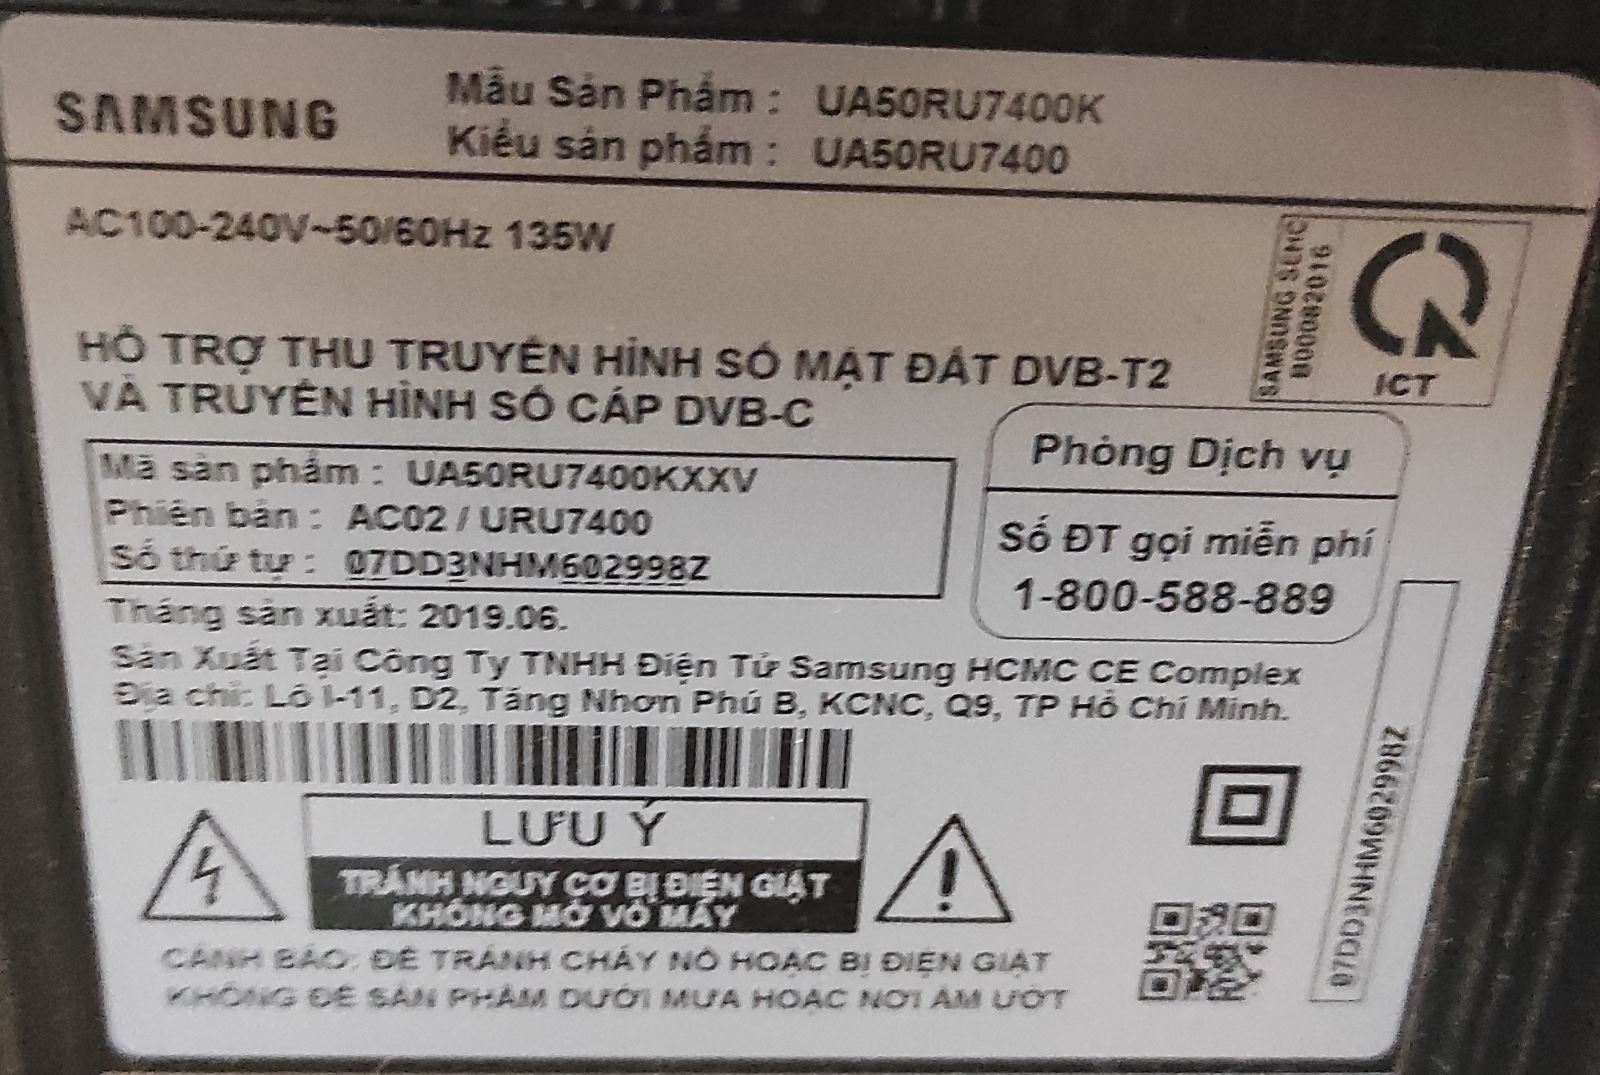 SAMSUNG
Mẫu Sản Phẩm : UA50RU7400K
Kiểu sản phẩm : UA50RU7400
AC100-240V~50/60Hz 135W
SAMSUNG SEHC
B00082016
ICT
HỖ TRỢ THU TRUYỀN HÌNH SỐ MẶT ĐẤT DVB-T2
VÀ TRUYỀN HÌNH SỐ CÁP DVB-C
Mã sản phẩm : UA50RU7400KXXV
Phiên bản : AC02 / URU7400
Số thứ tự : 07DD3NHM602998Z
Phòng Dịch vụ
Số ĐT gọi miễn phí
1-800-588-889
Tháng sản xuất: 2019.06.
Sản Xuất Tại Công Ty TNHH Điện Tử Samsung HCMC CE Complex
Địa chỉ: Lô I-11, D2, Tăng Nhơn Phú B, KCNC, Q9, TP Hồ Chí Minh.
LƯU Ý
TRÁNH NGUY CƠ BỊ ĐIỆN GIẬT
KHÔNG MỞ VỎ MÁY
CẢNH BÁO: ĐỂ TRÁNH CHÁY NỔ HOẶC BỊ ĐIỆN GIẬT
KHÔNG ĐỂ SẢN PHẨM DƯỚI MƯA HOẶC NƠI ẨM ƯỚT
07DD3NHM602998Z